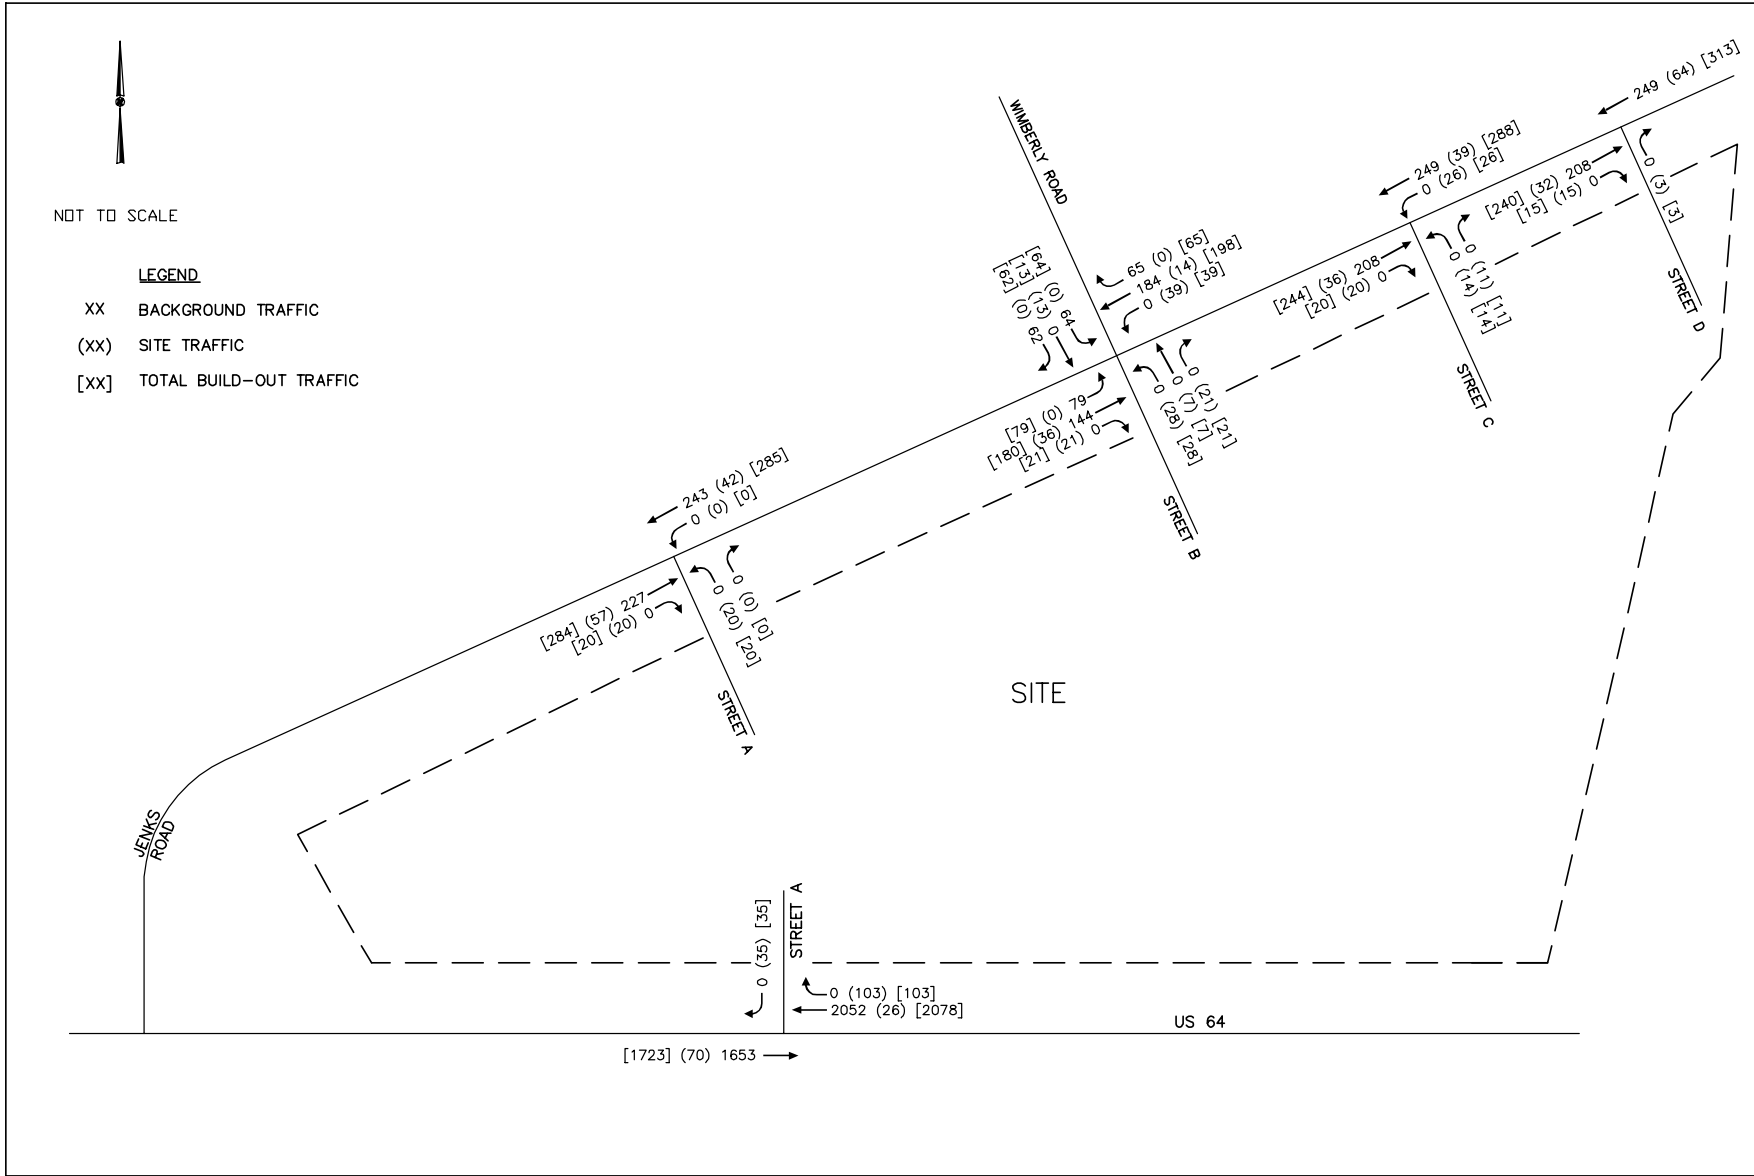 NOT TO SCALE
LEGEND
XX BACKGROUND TRAFFIC
(XX) SITE TRAFFIC
[XX] TOTAL BUILD-OUT TRAFFIC
249 (64) [313]
0 (3) [3]
STREET D
249 (39) [288]
0 (26) [26]
[240] (32) 208
[15] (15) 0
0 (11) [11]
0 (14) [14]
STREET C
[244] (36) 208
[20] (20) 0
WIMBERLY ROAD
65 (0) [65]
184 (14) [198]
0 (39) [39]
[64] (0) 64
[13] (13) 0
[62] (0) 62
[79] (0) 79
[180] (36) 144
[21] (21) 0
0 (21) [21]
0 (7) [7]
0 (28) [28]
STREET B
243 (42) [285]
0 (0) [0]
[284] (57) 227
[20] (20) 0
0 (0) [0]
0 (20) [20]
STREET A
SITE
JENKS
ROAD
0 (35) [35]
STREET A
0 (103) [103]
2052 (26) [2078]
US 64
[1723] (70) 1653